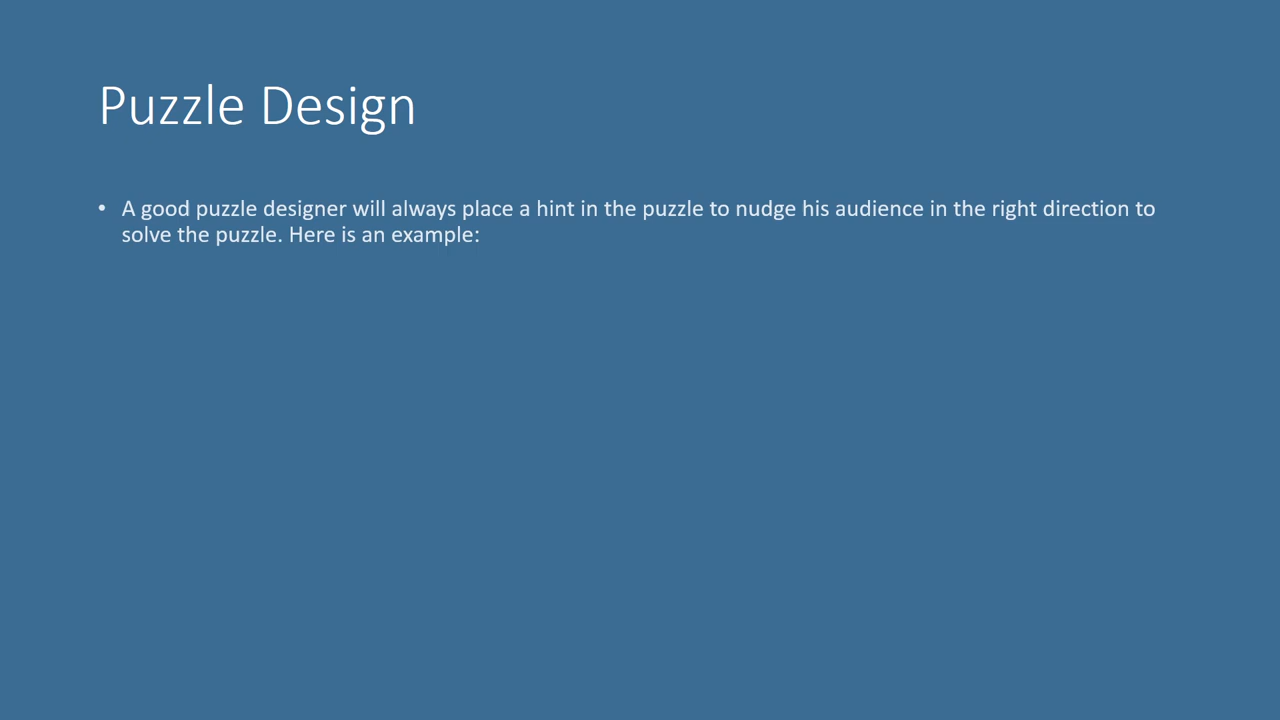 Puzzle Design
• A good puzzle designer will always place a hint in the puzzle to nudge his audience in the right direction to
solve the puzzle. Here is an example: